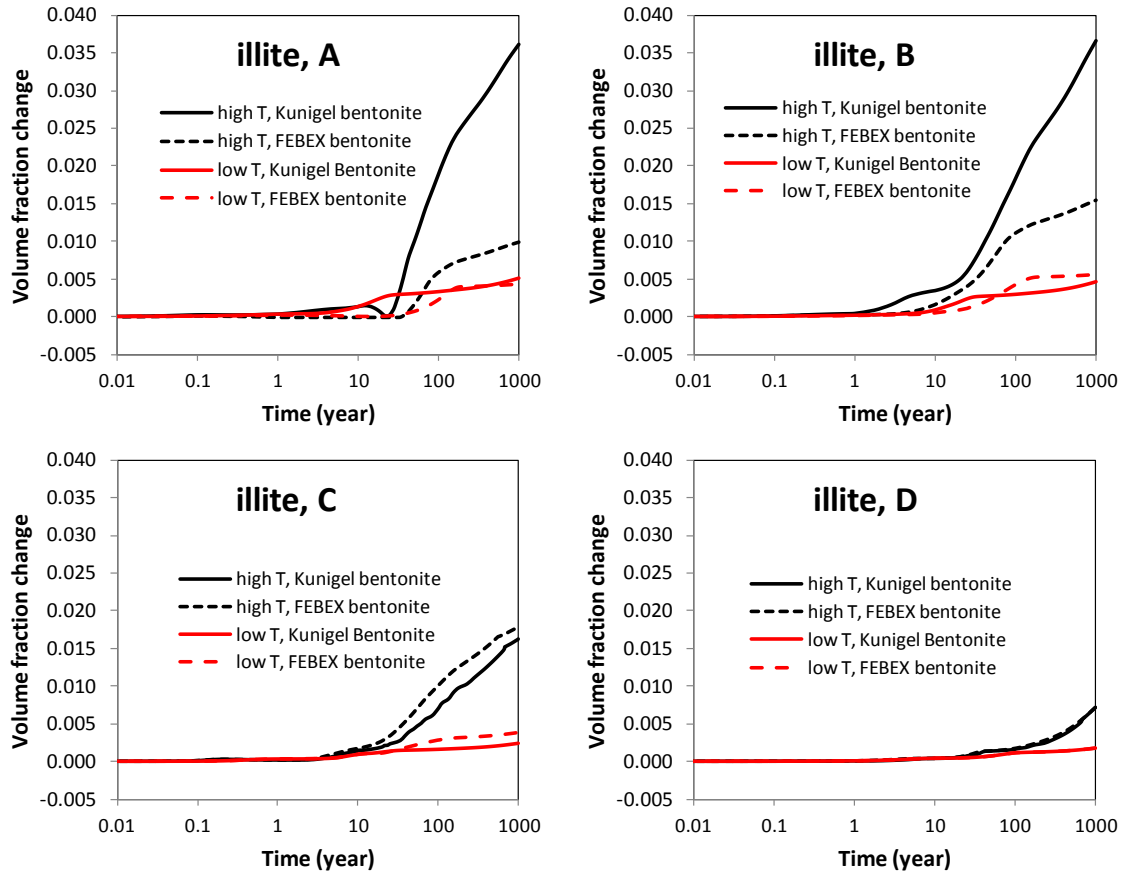 illite, A
high T, Kunigel bentonite
high T, FEBEX bentonite
low T, Kunigel Bentonite
low T, FEBEX bentonite
Volume fraction change
0.040
0.035
0.030
0.025
0.020
0.015
0.010
0.005
0.000
-0.005
0.01 0.1 1 10 100 1000
Time (year)
illite, B
high T, Kunigel bentonite
high T, FEBEX bentonite
low T, Kunigel Bentonite
low T, FEBEX bentonite
Volume fraction change
0.040
0.035
0.030
0.025
0.020
0.015
0.010
0.005
0.000
-0.005
0.01 0.1 1 10 100 1000
Time (year)
illite, C
high T, Kunigel bentonite
high T, FEBEX bentonite
low T, Kunigel Bentonite
low T, FEBEX bentonite
Volume fraction change
0.040
0.035
0.030
0.025
0.020
0.015
0.010
0.005
0.000
-0.005
0.01 0.1 1 10 100 1000
Time (year)
illite, D
high T, Kunigel bentonite
high T, FEBEX bentonite
low T, Kunigel Bentonite
low T, FEBEX bentonite
Volume fraction change
0.040
0.035
0.030
0.025
0.020
0.015
0.010
0.005
0.000
-0.005
0.01 0.1 1 10 100 1000
Time (year)